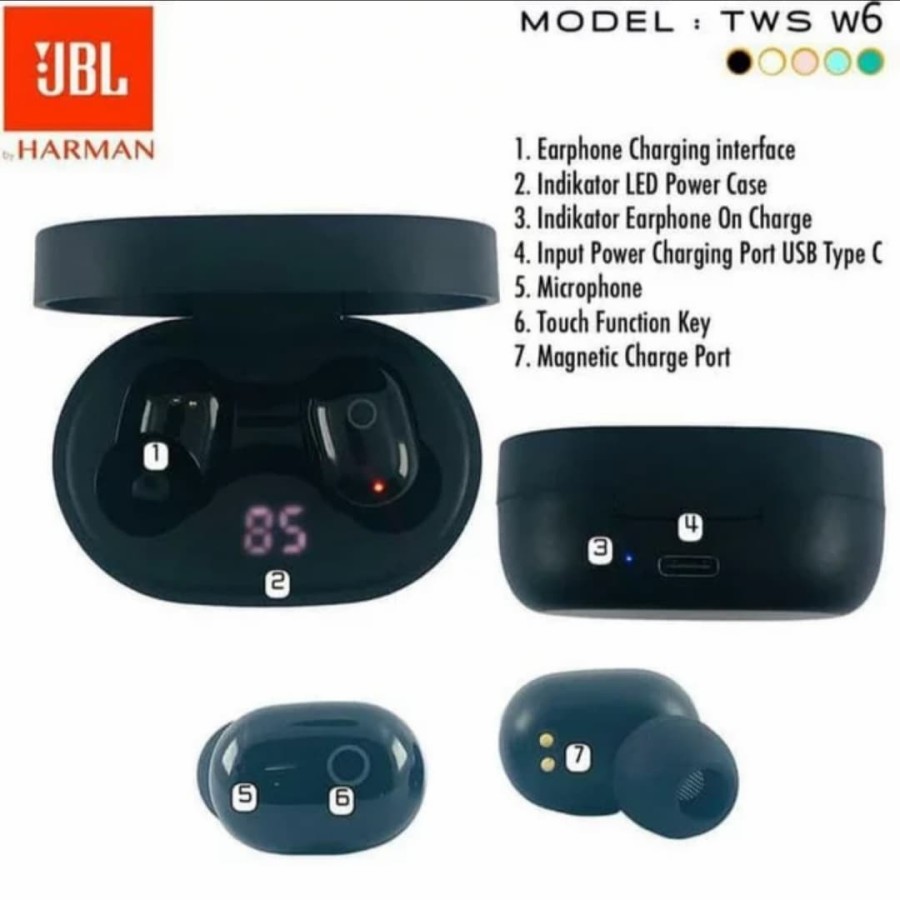 JBL
by HARMAN
MODEL : TWS W6
1. Earphone Charging interface
2. Indikator LED Power Case
3. Indikator Earphone On Charge
4. Input Power Charging Port USB Type C
5. Microphone
6. Touch Function Key
7. Magnetic Charge Port
1
85
2
3
4
5
6
7